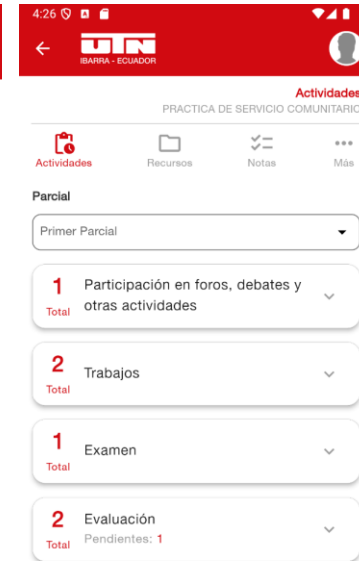 4:26
UTN
IBARRA - ECUADOR
Actividades
PRACTICA DE SERVICIO COMUNITARIO
Actividades
Recursos
Notas
Más
Parcial
Primer Parcial
1
Total
Participación en foros, debates y
otras actividades
2
Total
Trabajos
1
Total
Examen
2
Total
Evaluación
Pendientes: 1